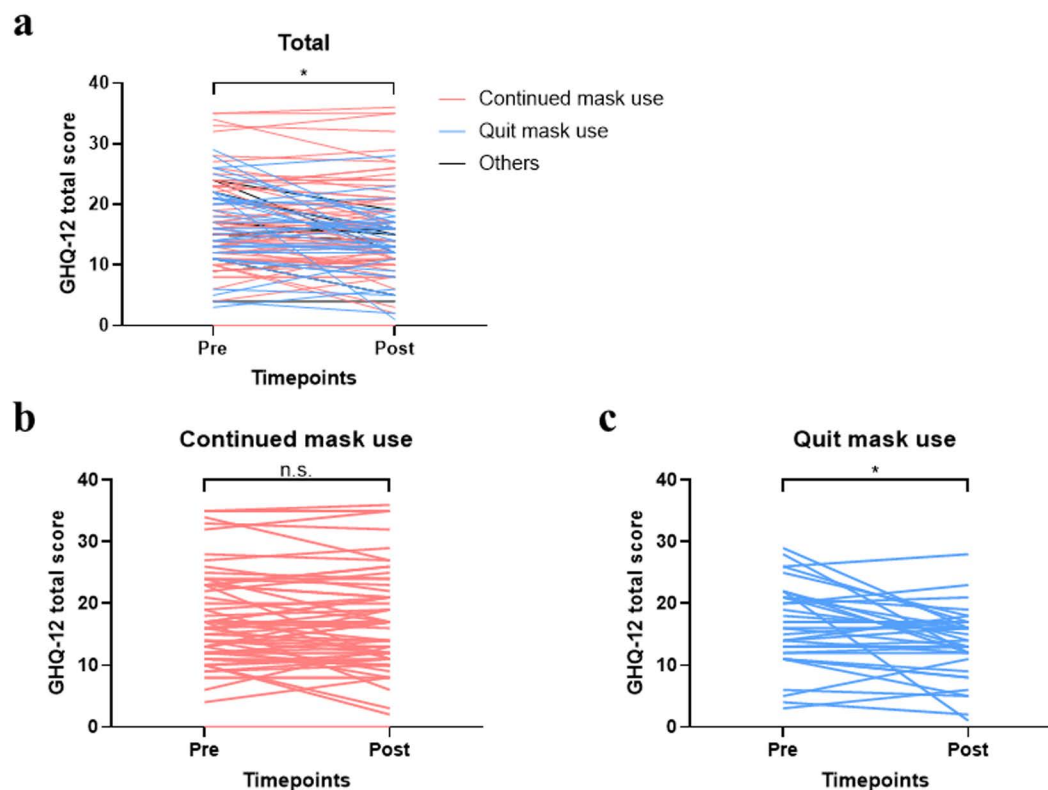 a
Total
*
40
30
20
10
0
GHQ-12 total score
Pre
Post
Timepoints
Continued mask use
Quit mask use
Others
b
Continued mask use
n.s.
40
30
20
10
0
GHQ-12 total score
Pre
Post
Timepoints
c
Quit mask use
*
40
30
20
10
0
GHQ-12 total score
Pre
Post
Timepoints